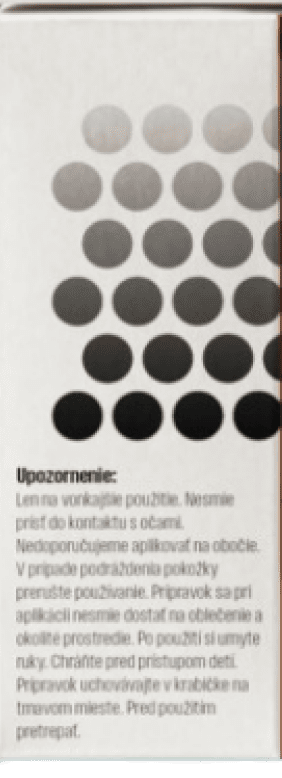 Upozornenie:
Len na vonkajšie použitie. Nesmie
prísť do kontaktu s očami.
Nedoporučujeme aplikovať na obočie.
V prípade podráždenia pokožky
prerušte používanie. Prípravok sa pri
aplikácii nesmie dostať na oblečenie a
okolité prostredie. Po použití si umyte
ruky. Chráňte pred prístupom detí.
Prípravok uchovávajte v krabičke na
tmavom mieste. Pred použitím
pretrepať.